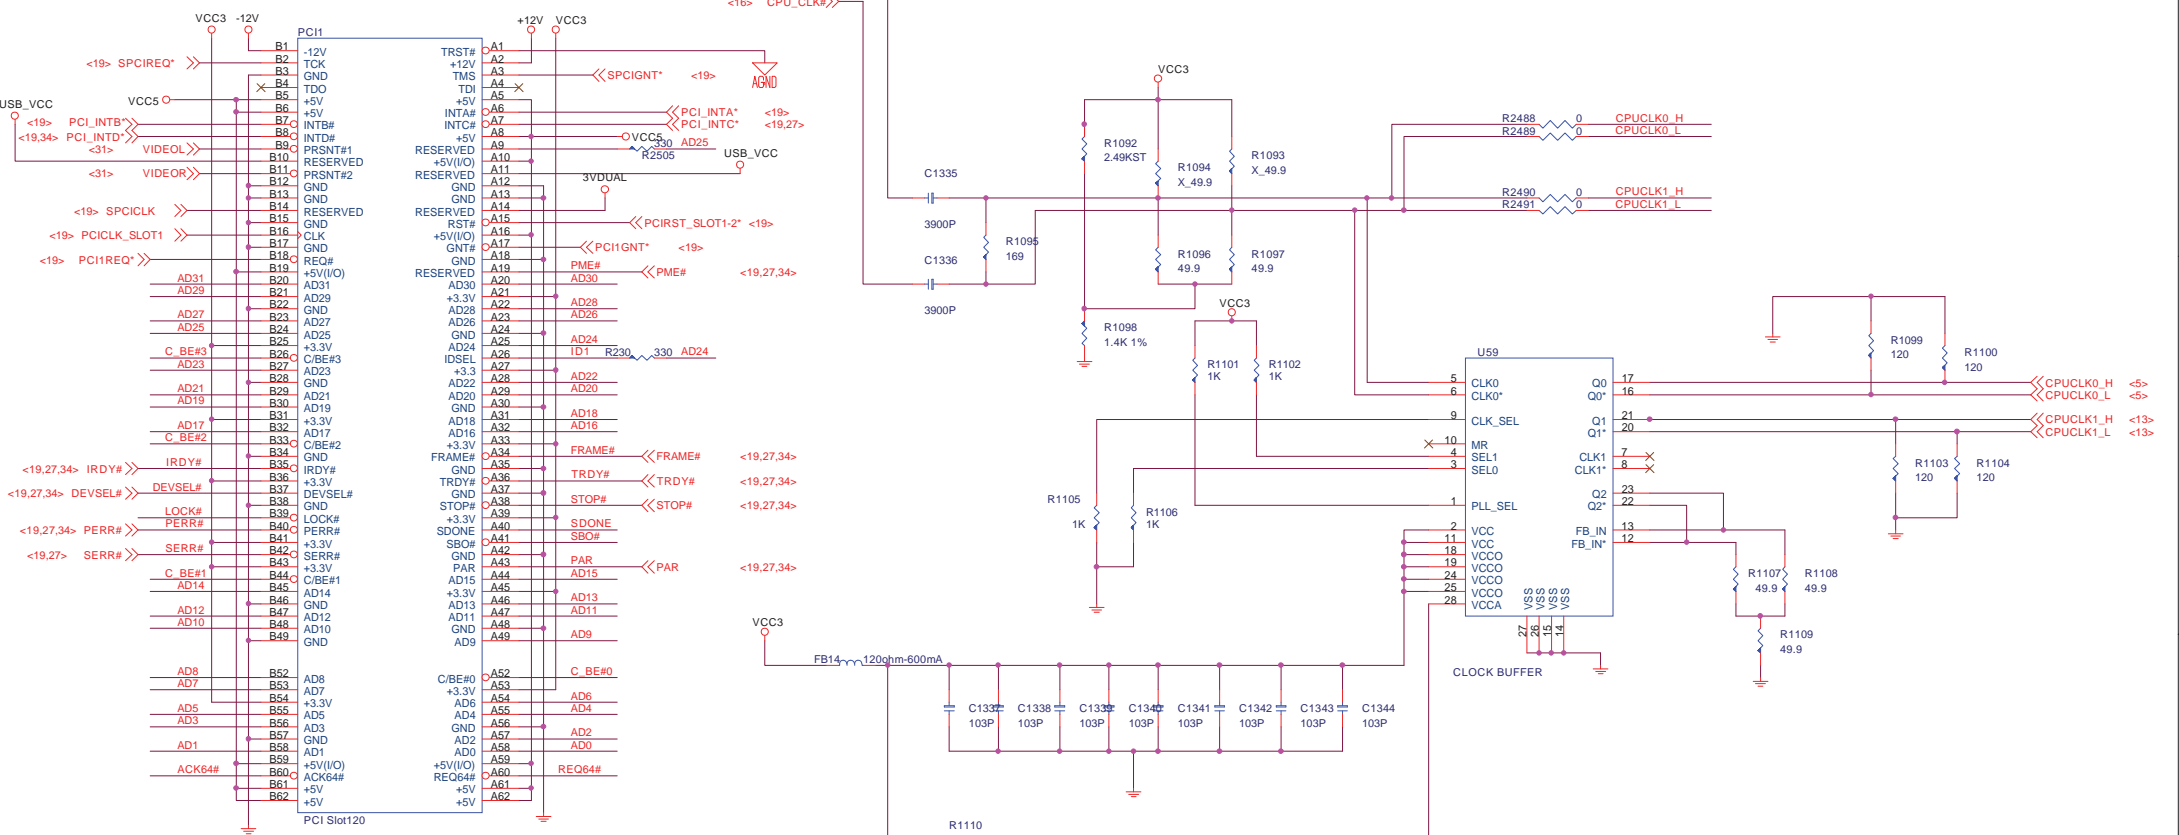 <16> CPU_CLK#
VCC3 -12V +12V VCC3
PCI1
B1 -12V TRST# A1
<19> SPCIREQ* B2 TCK +12V A2
B3 GND TMS A3 SPCIGNT* <19>
AGND
B4 TDO TDI A4
USB_VCC VCC5 B5 +5V +5V A5
B6 +5V INTA# A6 PCI_INTA* <19>
<19> PCI_INTB* B7 INTB# INTC# A7 PCI_INTC* <19,27>
<19,34> PCI_INTD* B8 INTD# +5V A8 VCC5
<31> VIDEOL B9 PRSNT#1 RESERVED A9 330 AD25
R2505
B10 RESERVED +5V(I/O) A10 USB_VCC
<31> VIDEOR B11 PRSNT#2 RESERVED A11
B12 GND GND A12 3VDUAL
B13 GND GND A13
<19> SPCICLK B14 RESERVED RESERVED A14
B15 GND RST# A15 PCIRST_SLOT1-2* <19>
<19> PCICLK_SLOT1 B16 CLK +5V(I/O) A16
B17 GND GNT# A17 PCI1GNT* <19>
<19> PCI1REQ* B18 REQ# GND A18
B19 +5V(I/O) RESERVED A19 PME# PME# <19,27,34>
AD31 B20 AD31 AD30 A20 AD30
AD29 B21 AD29 +3.3V A21
B22 GND AD28 A22 AD28
AD27 B23 AD27 AD26 A23 AD26
AD25 B24 AD25 GND A24
B25 +3.3V AD24 A25 AD24
C_BE#3 B26 C/BE#3 IDSEL A26 ID1 R230 330 AD24
AD23 B27 AD23 +3.3 A27
B28 GND AD22 A28 AD22
AD21 B29 AD21 AD20 A29 AD20
AD19 B30 AD19 GND A30
B31 +3.3V AD18 A31 AD18
AD17 B32 AD17 AD16 A32 AD16
C_BE#2 B33 C/BE#2 +3.3V A33
B34 GND FRAME# A34 FRAME# FRAME# <19,27,34>
<19,27,34> IRDY# IRDY# B35 IRDY# GND A35
B36 +3.3V TRDY# A36 TRDY# TRDY# <19,27,34>
<19,27,34> DEVSEL# DEVSEL# B37 DEVSEL# GND A37
B38 GND STOP# A38 STOP# STOP# <19,27,34>
LOCK# B39 LOCK# +3.3V A39
<19,27,34> PERR# PERR# B40 PERR# SDONE A40 SDONE
B41 +3.3V SBO# A41 SBO#
<19,27> SERR# SERR# B42 SERR# GND A42
B43 +3.3V PAR A43 PAR PAR <19,27,34>
C_BE#1 B44 C/BE#1 AD15 A44 AD15
AD14 B45 AD14 +3.3V A45
B46 GND AD13 A46 AD13
AD12 B47 AD12 AD11 A47 AD11
AD10 B48 AD10 GND A48
B49 GND AD9 A49 AD9
AD8 B52 AD8 C/BE#0 A52 C_BE#0
AD7 B53 AD7 +3.3V A53
B54 +3.3V AD6 A54 AD6
AD5 B55 AD5 AD4 A55 AD4
AD3 B56 AD3 GND A56
B57 GND AD2 A57 AD2
AD1 B58 AD1 AD0 A58 AD0
B59 +5V(I/O) +5V(I/O) A59
ACK64# B60 ACK64# REQ64# A60 REQ64#
B61 +5V +5V A61
B62 +5V +5V A62
PCI Slot120
VCC3
R1092
2.49KST
R1094
X_49.9
R1093
X_49.9
C1335
3900P
R1095
169
C1336
3900P
R1096
49.9
R1097
49.9
R1098
1.4K 1%
R2488 0 CPUCLK0_H
R2489 0 CPUCLK0_L
R2490 0 CPUCLK1_H
R2491 0 CPUCLK1_L
VCC3
R1101
1K
R1102
1K
R1105
1K
R1106
1K
U59
5 CLK0 Q0 17
6 CLK0* Q0* 16
9 CLK_SEL Q1 21
Q1* 20
10 MR
4 SEL1 CLK1 7
3 SEL0 CLK1* 8
Q2 23
1 PLL_SEL Q2* 22
2 VCC FB_IN 13
11 VCC FB_IN* 12
18 VCCO
19 VCCO
24 VCCO
25 VCCO
28 VCCA
VSS VSS VSS VSS
27 26 15 14
CLOCK BUFFER
R1099
120
R1100
120
CPUCLK0_H <5>
CPUCLK0_L <5>
CPUCLK1_H <13>
CPUCLK1_L <13>
R1103
120
R1104
120
R1107
49.9
R1108
49.9
R1109
49.9
VCC3
FB14 120ohm-600mA
C1337 C1338 C1339 C1340 C1341 C1342 C1343 C1344
103P 103P 103P 103P 103P 103P 103P 103P
R1110